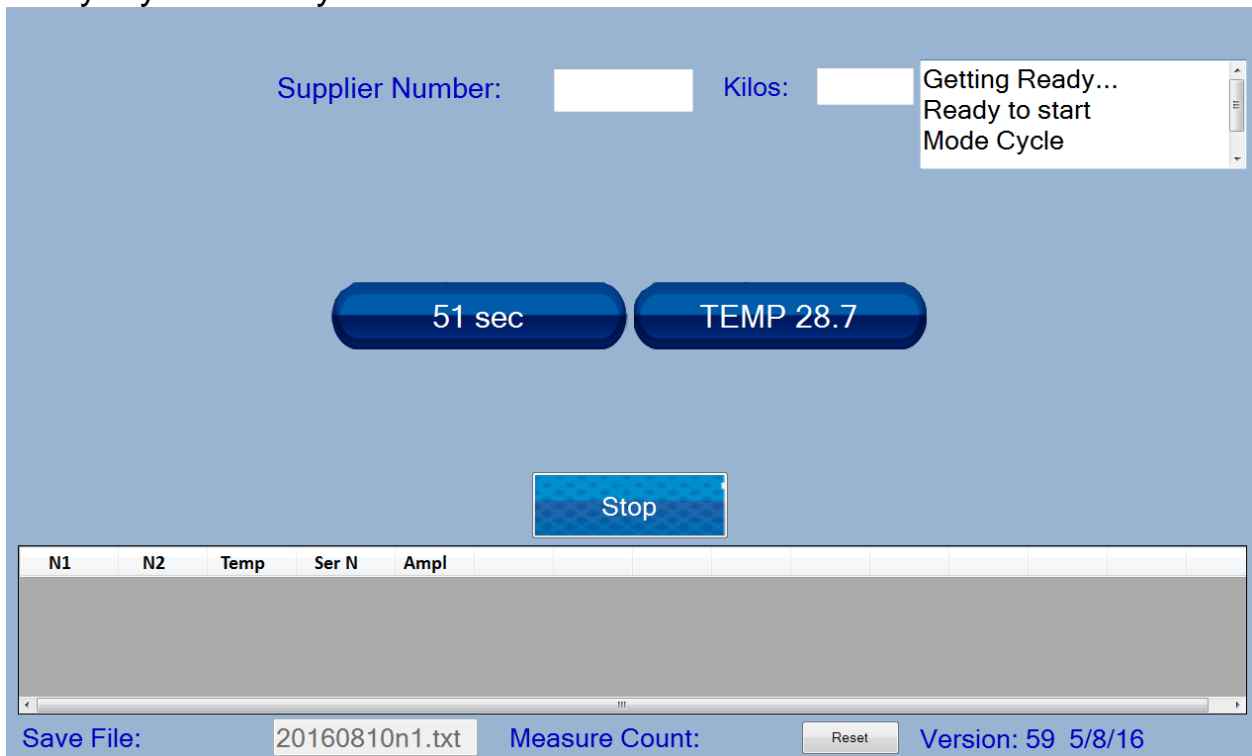 Supplier Number: Kilos:
Getting Ready...
Ready to start
Mode Cycle
51 sec TEMP 28.7
Stop
N1 N2 Temp Ser N Ampl
Save File: 20160810n1.txt Measure Count: Reset Version: 59 5/8/16